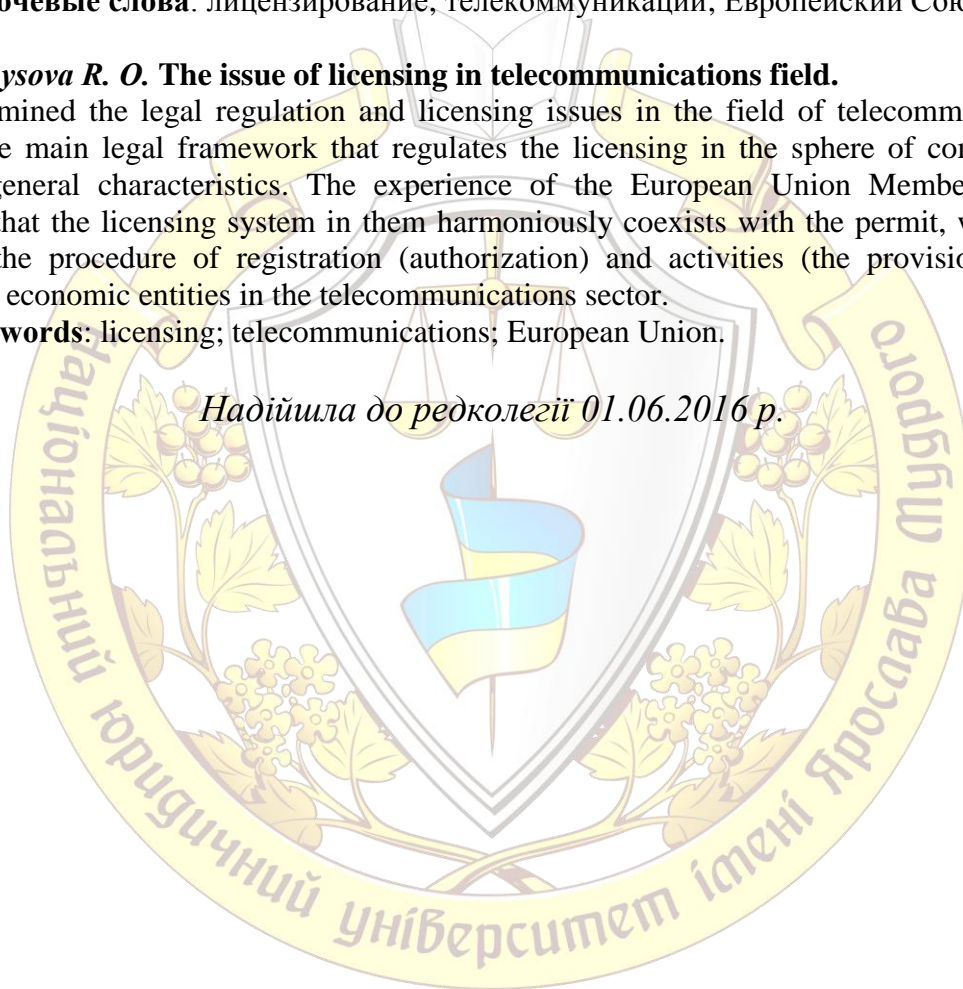 очевые слова: лицензирование, телекоммуникации, Европейский Сою
ysova R. O. The issue of licensing in telecommunications field.
mined the legal regulation and licensing issues in the field of telecomm
e main legal framework that regulates the licensing in the sphere of co
general characteristics. The experience of the European Union Membe
hat the licensing system in them harmoniously coexists with the permit,
the procedure of registration (authorization) and activities (the provisio
economic entities in the telecommunications sector.
words: licensing; telecommunications; European Union.
Надійшла до редколегії 01.06.2016 р.
Національний юридичний університет імені Ярослава Мудрого